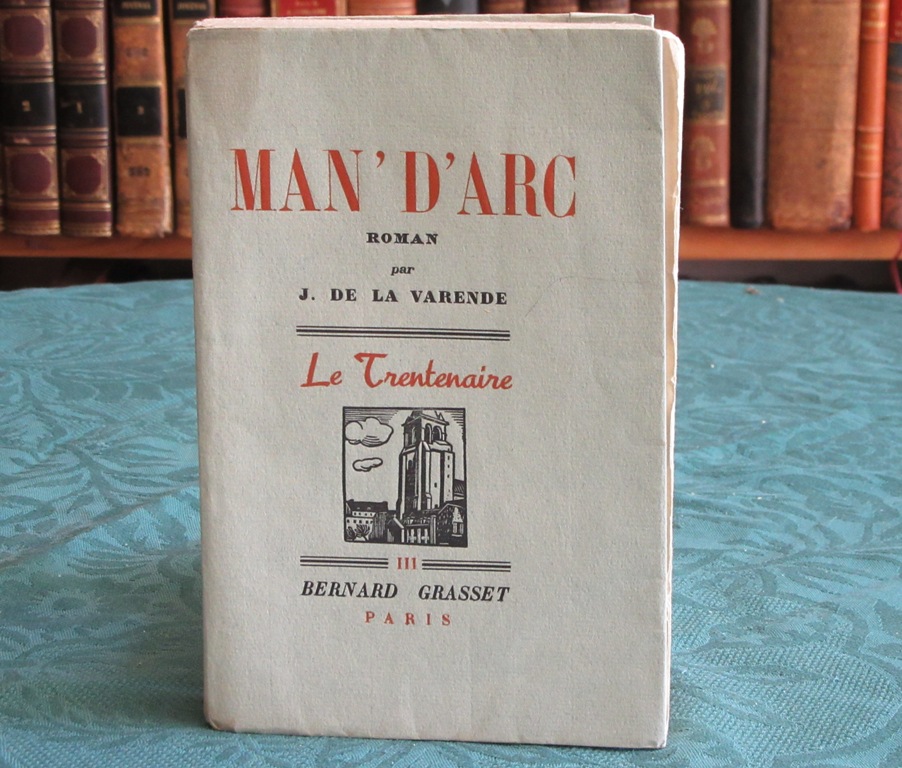 MAN' D'ARC
ROMAN
par
J. DE LA VARENDE
Le Trentenaire
III
BERNARD GRASSET
PARIS